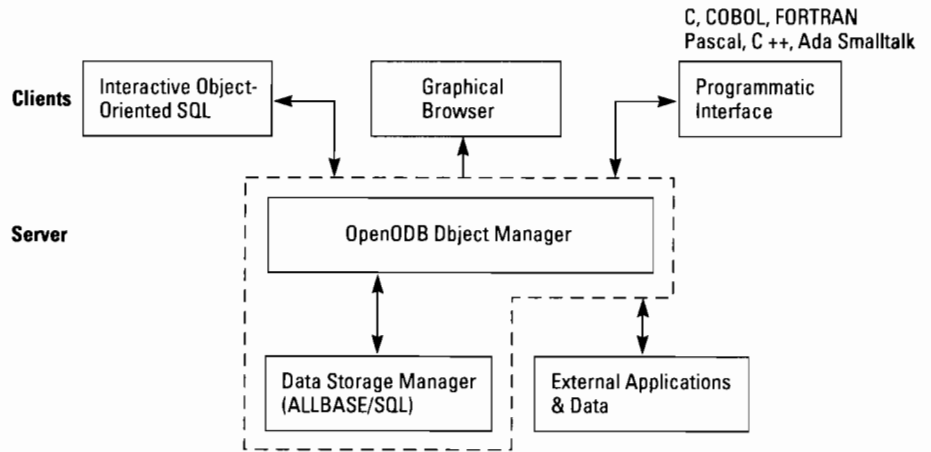 C, COBOL, FORTRAN
Pascal, C ++, Ada Smalltalk
Clients
Interactive Object-
Oriented SQL
Graphical
Browser
Programmatic
Interface
Server
OpenODB Dbject Manager
Data Storage Manager
(ALLBASE/SQL)
External Applications
& Data